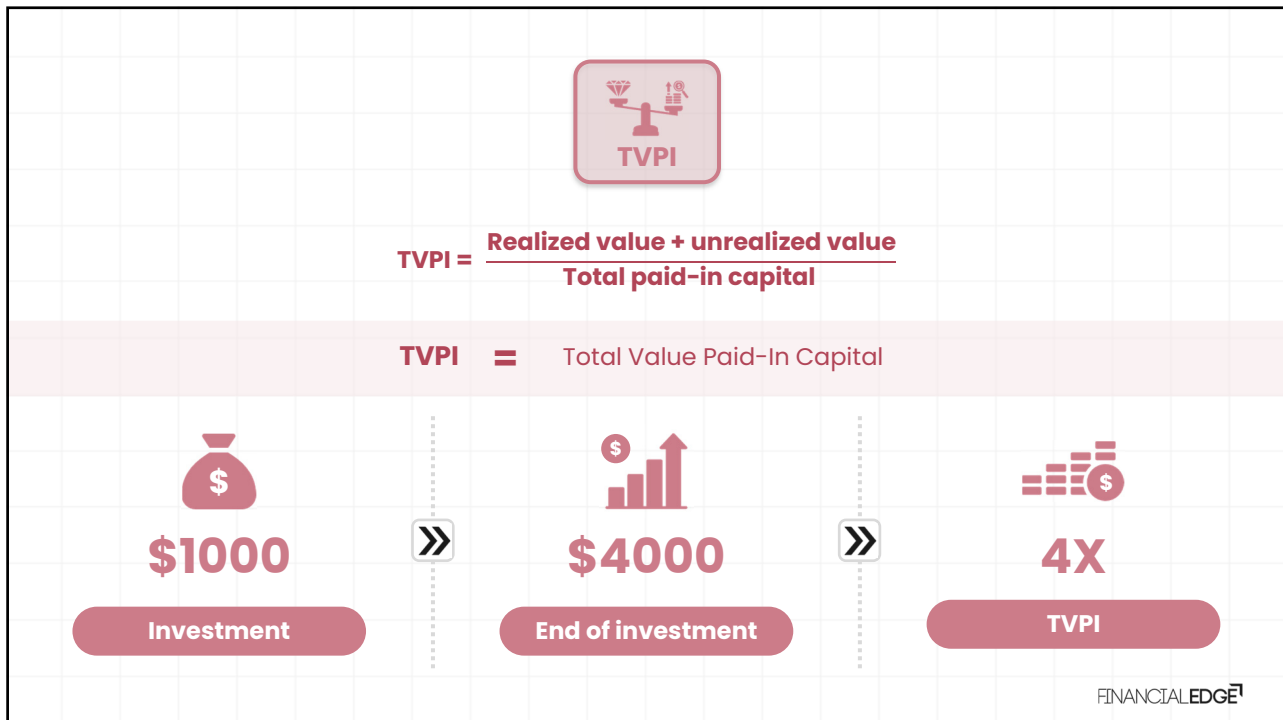 TVPI
TVPI = Realized value + unrealized value
Total paid-in capital
TVPI = Total Value Paid-In Capital
$
$
$
$1000
$4000
4X
Investment
End of investment
TVPI
FINANCIALEDGE